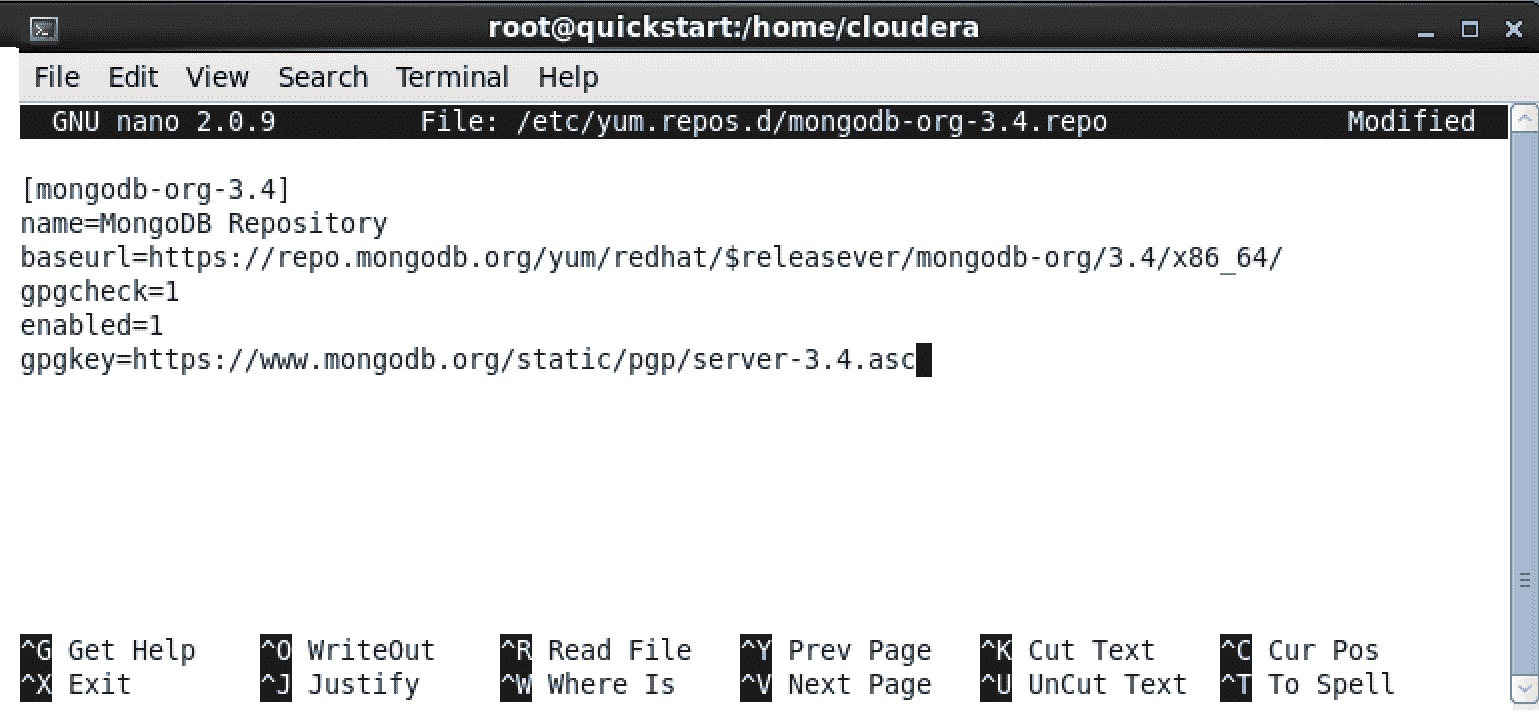 root@quickstart:/home/cloudera
File Edit View Search Terminal Help
GNU nano 2.0.9 File: /etc/yum.repos.d/mongodb-org-3.4.repo Modified
[mongodb-org-3.4]
name=MongoDB Repository
baseurl=https://repo.mongodb.org/yum/redhat/$releasever/mongodb-org/3.4/x86_64/
gpgcheck=1
enabled=1
gpgkey=https://www.mongodb.org/static/pgp/server-3.4.asc
^G Get Help ^O WriteOut ^R Read File ^Y Prev Page ^K Cut Text ^C Cur Pos
^X Exit ^J Justify ^W Where Is ^V Next Page ^U UnCut Text ^T To Spell